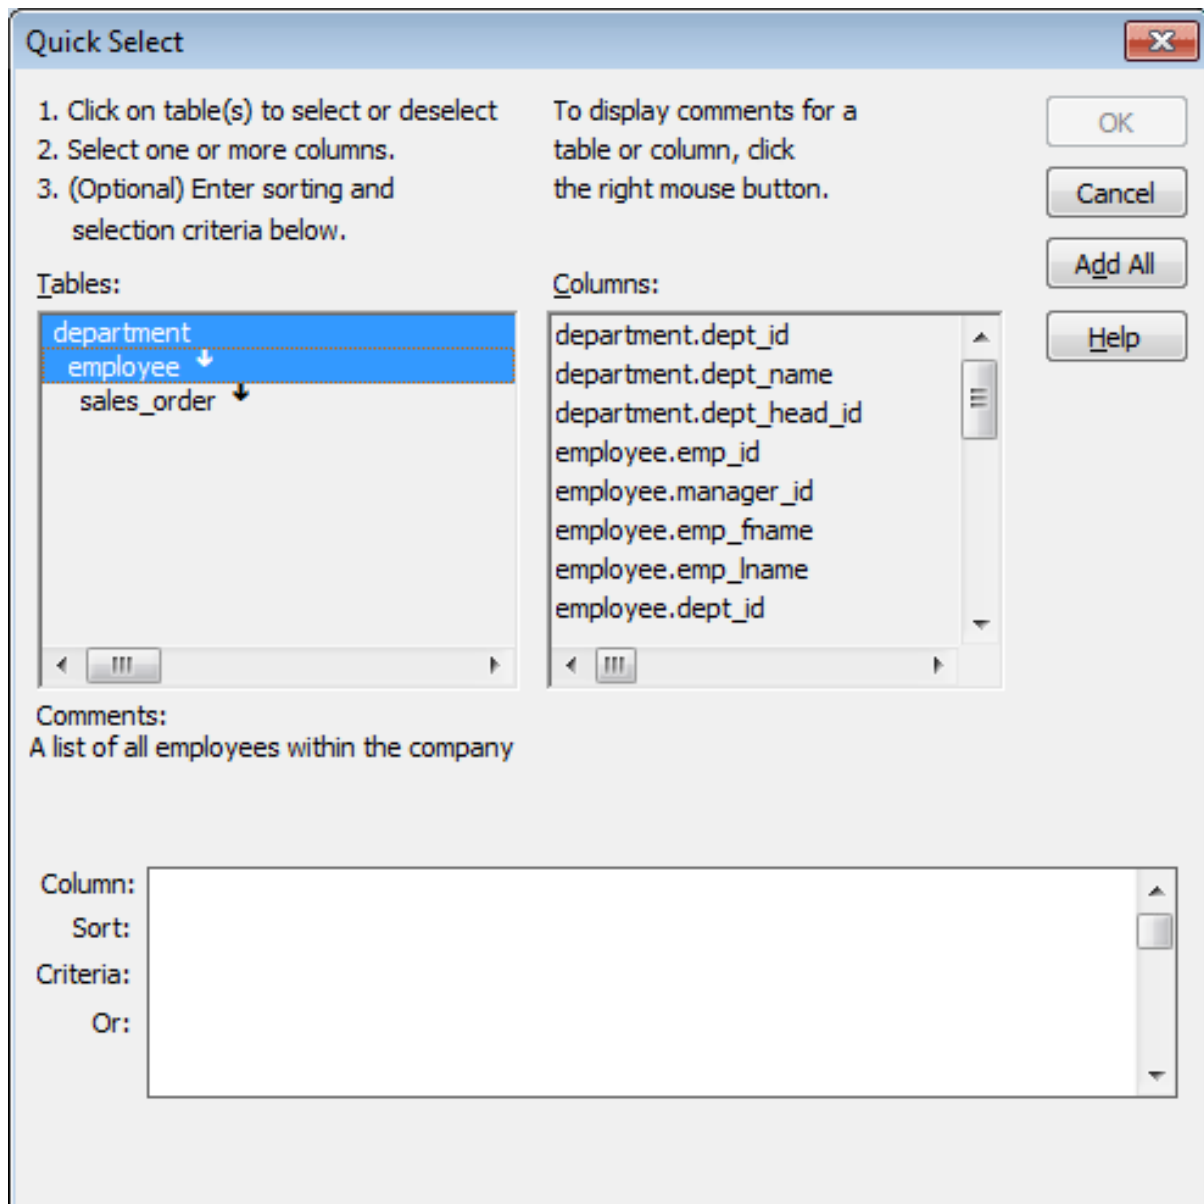 Quick Select
1. Click on table(s) to select or deselect
2. Select one or more columns.
3. (Optional) Enter sorting and
selection criteria below.
To display comments for a
table or column, click
the right mouse button.
OK
Cancel
Add All
Help
Tables:
department
employee
sales_order
Columns:
department.dept_id
department.dept_name
department.dept_head_id
employee.emp_id
employee.manager_id
employee.emp_fname
employee.emp_lname
employee.dept_id
Comments:
A list of all employees within the company
Column:
Sort:
Criteria:
Or: